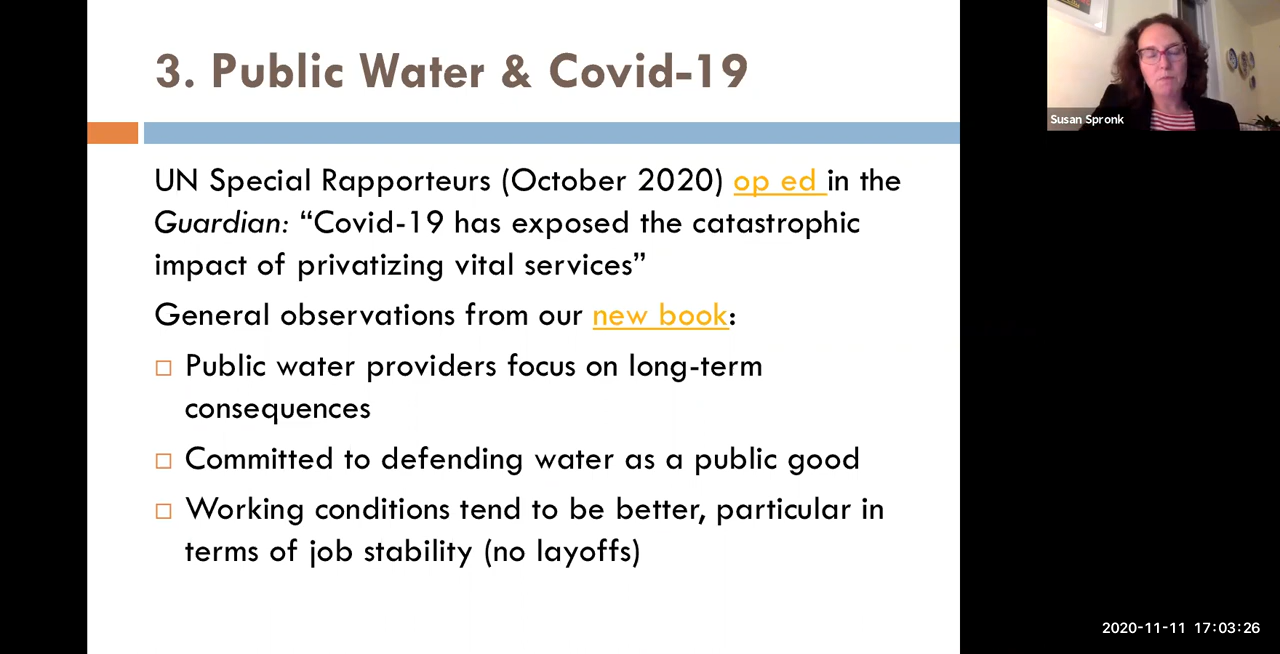 3. Public Water & Covid-19
UN Special Rapporteurs (October 2020) op ed in the
Guardian: “Covid-19 has exposed the catastrophic
impact of privatizing vital services”
General observations from our new book:
Public water providers focus on long-term
consequences
Committed to defending water as a public good
Working conditions tend to be better, particular in
terms of job stability (no layoffs)
Susan Spronk
2020-11-11 17:03:26